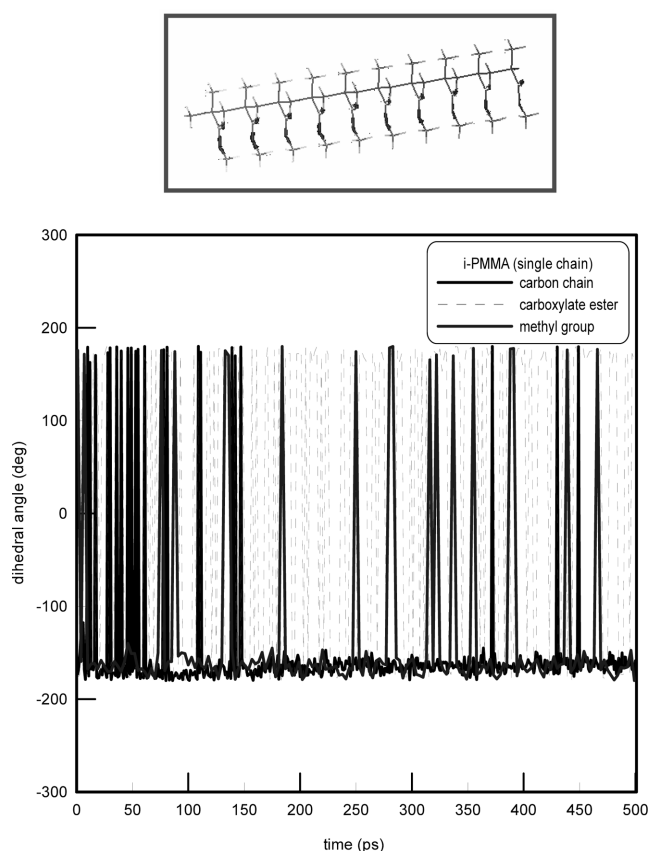 300
200
100
0
-100
-200
-300
dihedral angle (deg)
i-PMMA (single chain)
carbon chain
carboxylate ester
methyl group
0 50 100 150 200 250 300 350 400 450 500
time (ps)